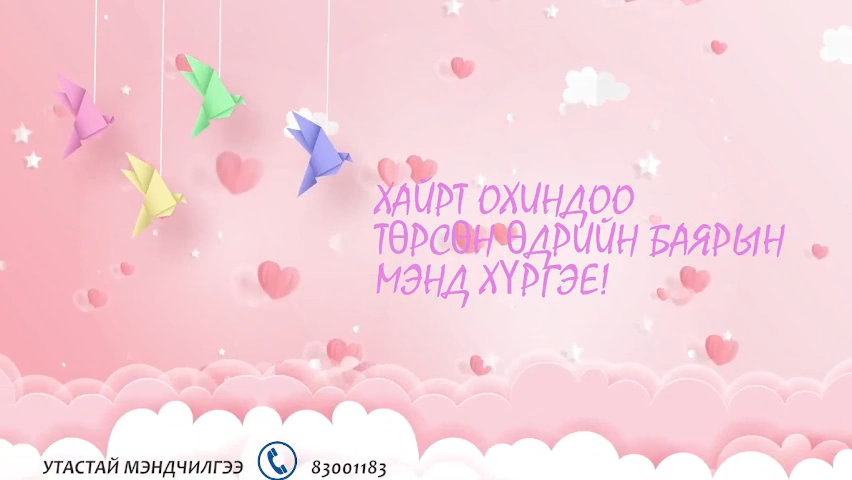 ХАЙРТ ОХИНДОО
ТӨРСӨН ӨДРИЙН БАЯРЫН
МЭНД ХҮРГЭЕ!
УТАСТАЙ МЭНДЧИЛГЭЭ 83001183